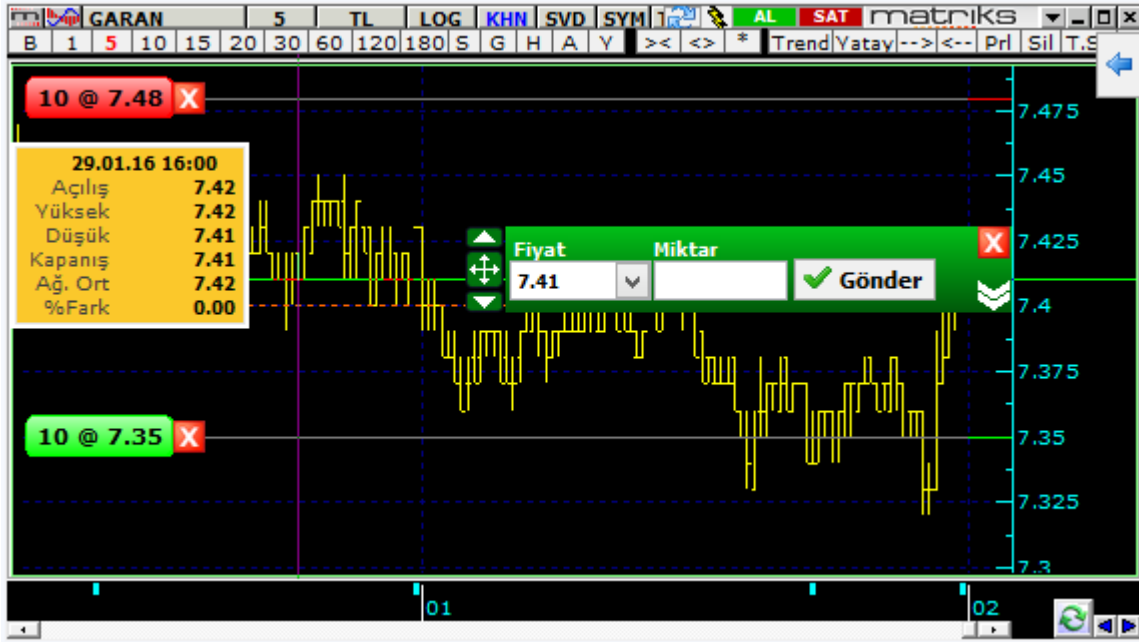 GARAN 5 TL LOG KHN SVD SYM AL SAT matriks
B 1 5 10 15 20 30 60 120 180 S G H A Y >< <> * Trend Yatay --> <-- Prl Sil T.S
10 @ 7.48 X
7.475
29.01.16 16:00
Açılış 7.42
Yüksek 7.42
Düşük 7.41
Kapanış 7.41
Ağ. Ort 7.42
%Fark 0.00
7.45
Fiyat Miktar X
7.41 Gönder
7.425
7.4
7.375
10 @ 7.35 X
7.35
7.325
7.3
01 02